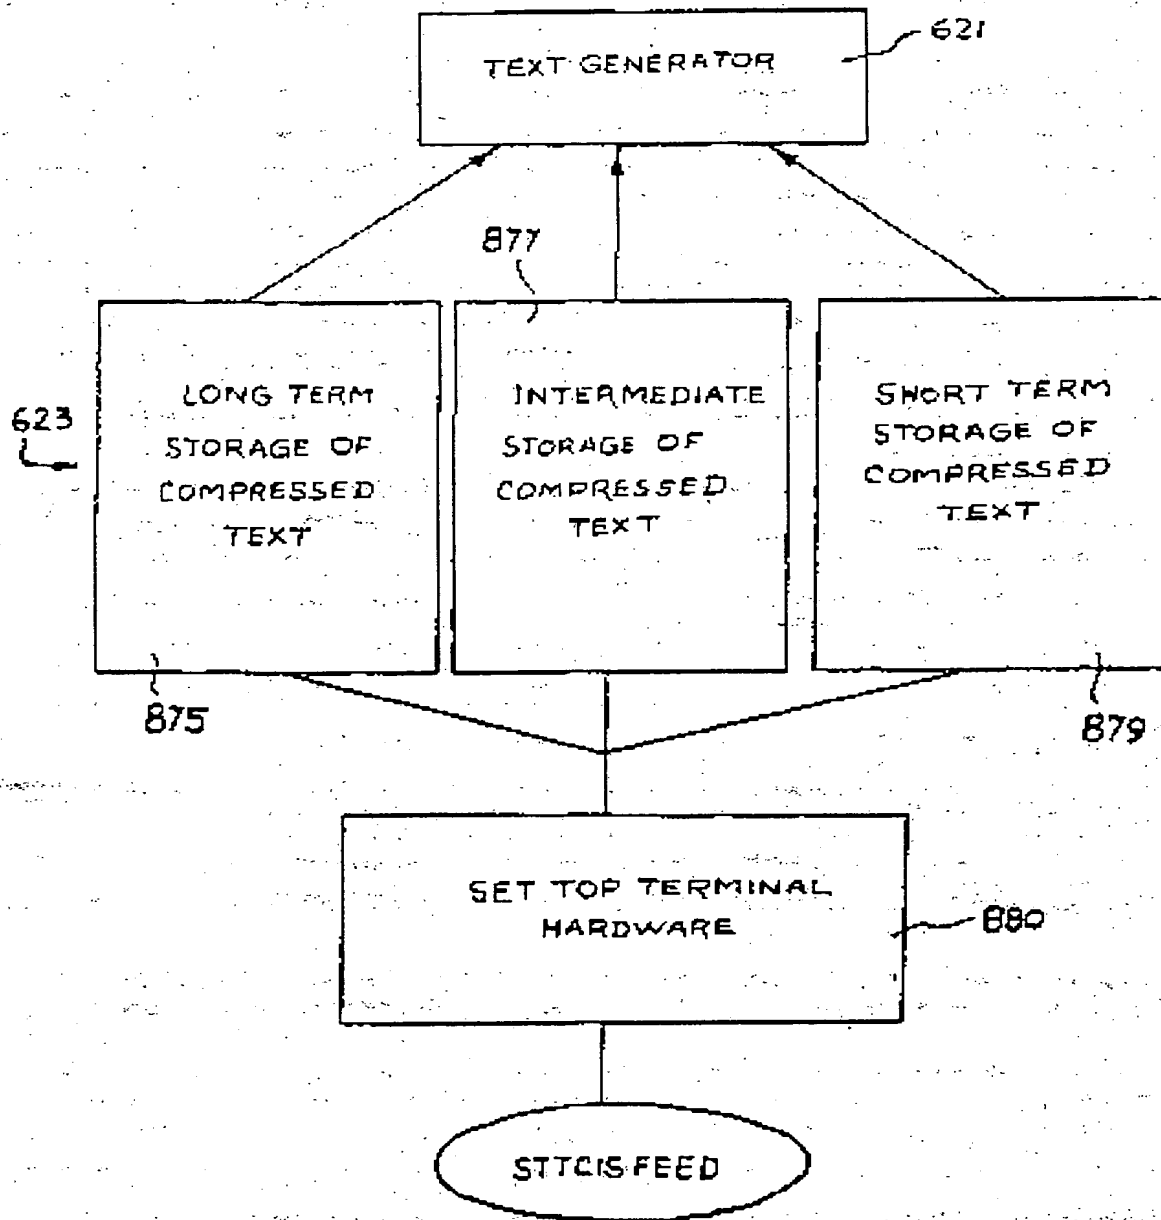 621
TEXT GENERATOR
877
LONG TERM
STORAGE OF
COMPRESSED
TEXT
INTERMEDIATE
STORAGE OF
COMPRESSED
TEXT
SHORT TERM
STORAGE OF
COMPRESSED
TEXT
623
875
879
SET TOP TERMINAL
HARDWARE
880
STTCIS FEED